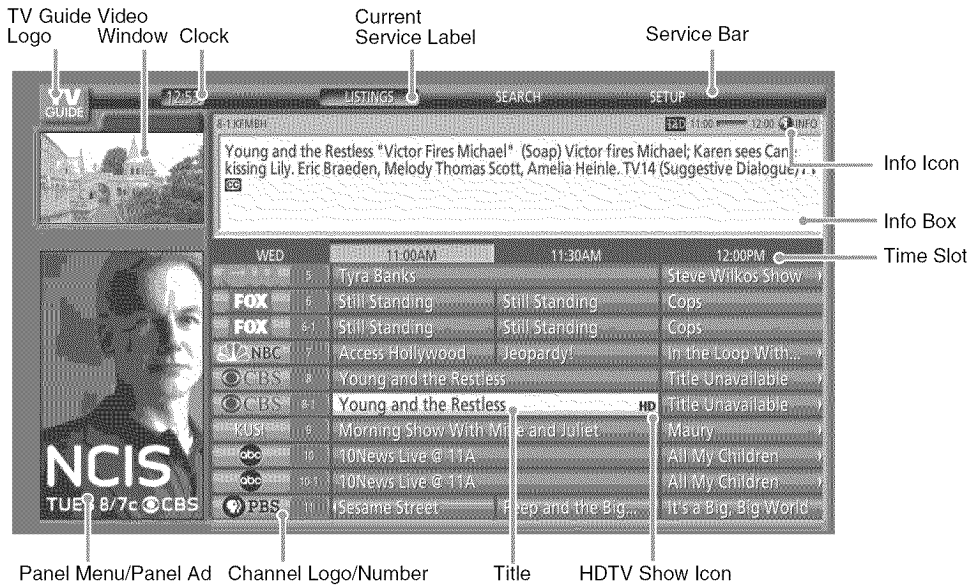 TV Guide Logo
Video Window
Clock
Current Service Label
Service Bar
TV GUIDE
LISTINGS
SEARCH
SETUP
8-1 KFMBH
11:00
12:00
INFO
Young and the Restless "Victor Fires Michael" (Soap) Victor fires Michael; Karen sees Cane
kissing Lily. Eric Braeden, Melody Thomas Scott, Amelia Heinle. TV14 (Suggestive Dialogue)
CC
Info Icon
Info Box
Time Slot
WED 11:00AM 11:30AM 12:00PM
5 Tyra Banks Steve Wilkos Show
FOX 6 Still Standing Still Standing Cops
FOX 6-1 Still Standing Still Standing Cops
NBC 7 Access Hollywood Jeopardy! In the Loop With...
CBS 8 Young and the Restless Title Unavailable
CBS 8-1 Young and the Restless HD Title Unavailable
KUSI 9 Morning Show With Mike and Juliet Maury
abc 10 10News Live @ 11A All My Children
abc 10-1 10News Live @ 11A All My Children
PBS 11 Sesame Street Peep and the Big... It's a Big, Big World
NCIS
TUES 8/7c CBS
Panel Menu/Panel Ad
Channel Logo/Number
Title
HDTV Show Icon